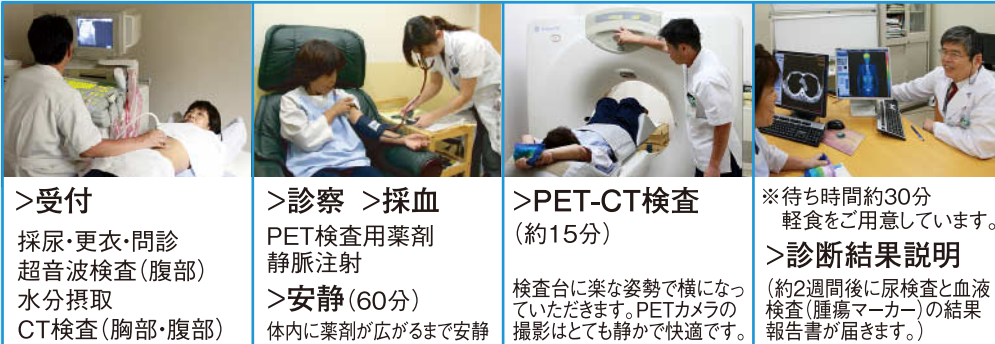 >受付
採尿・更衣・問診
超音波検査（腹部）
水分摂取
CT検査（胸部・腹部）
>診察 >採血
PET検査用薬剤
静脈注射
>安静（60分）
体内に薬剤が広がるまで安静
>PET-CT検査
（約15分）
検査台に楽な姿勢で横になっ
ていただきます。PETカメラの
撮影はとても静かで快適です。
※待ち時間約30分
軽食をご用意しています。
>診断結果説明
（約2週間後に尿検査と血液
検査（腫瘍マーカー）の結果
報告書が届きます。）